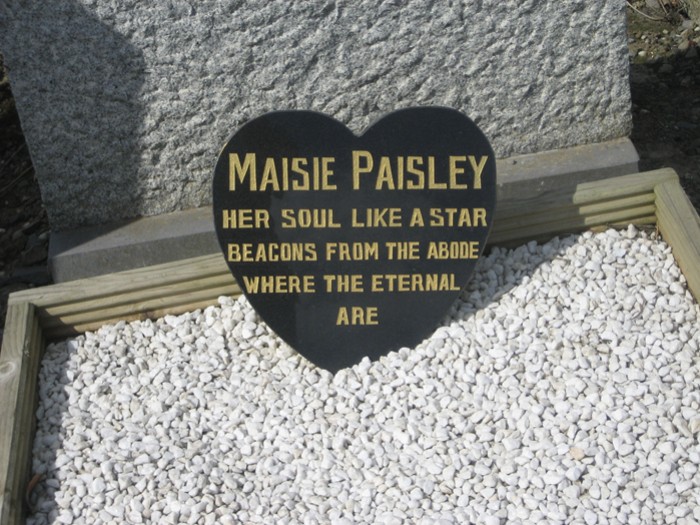 MAISIE PAISLEY
HER SOUL LIKE A STAR
BEACONS FROM THE ABODE
WHERE THE ETERNAL
ARE